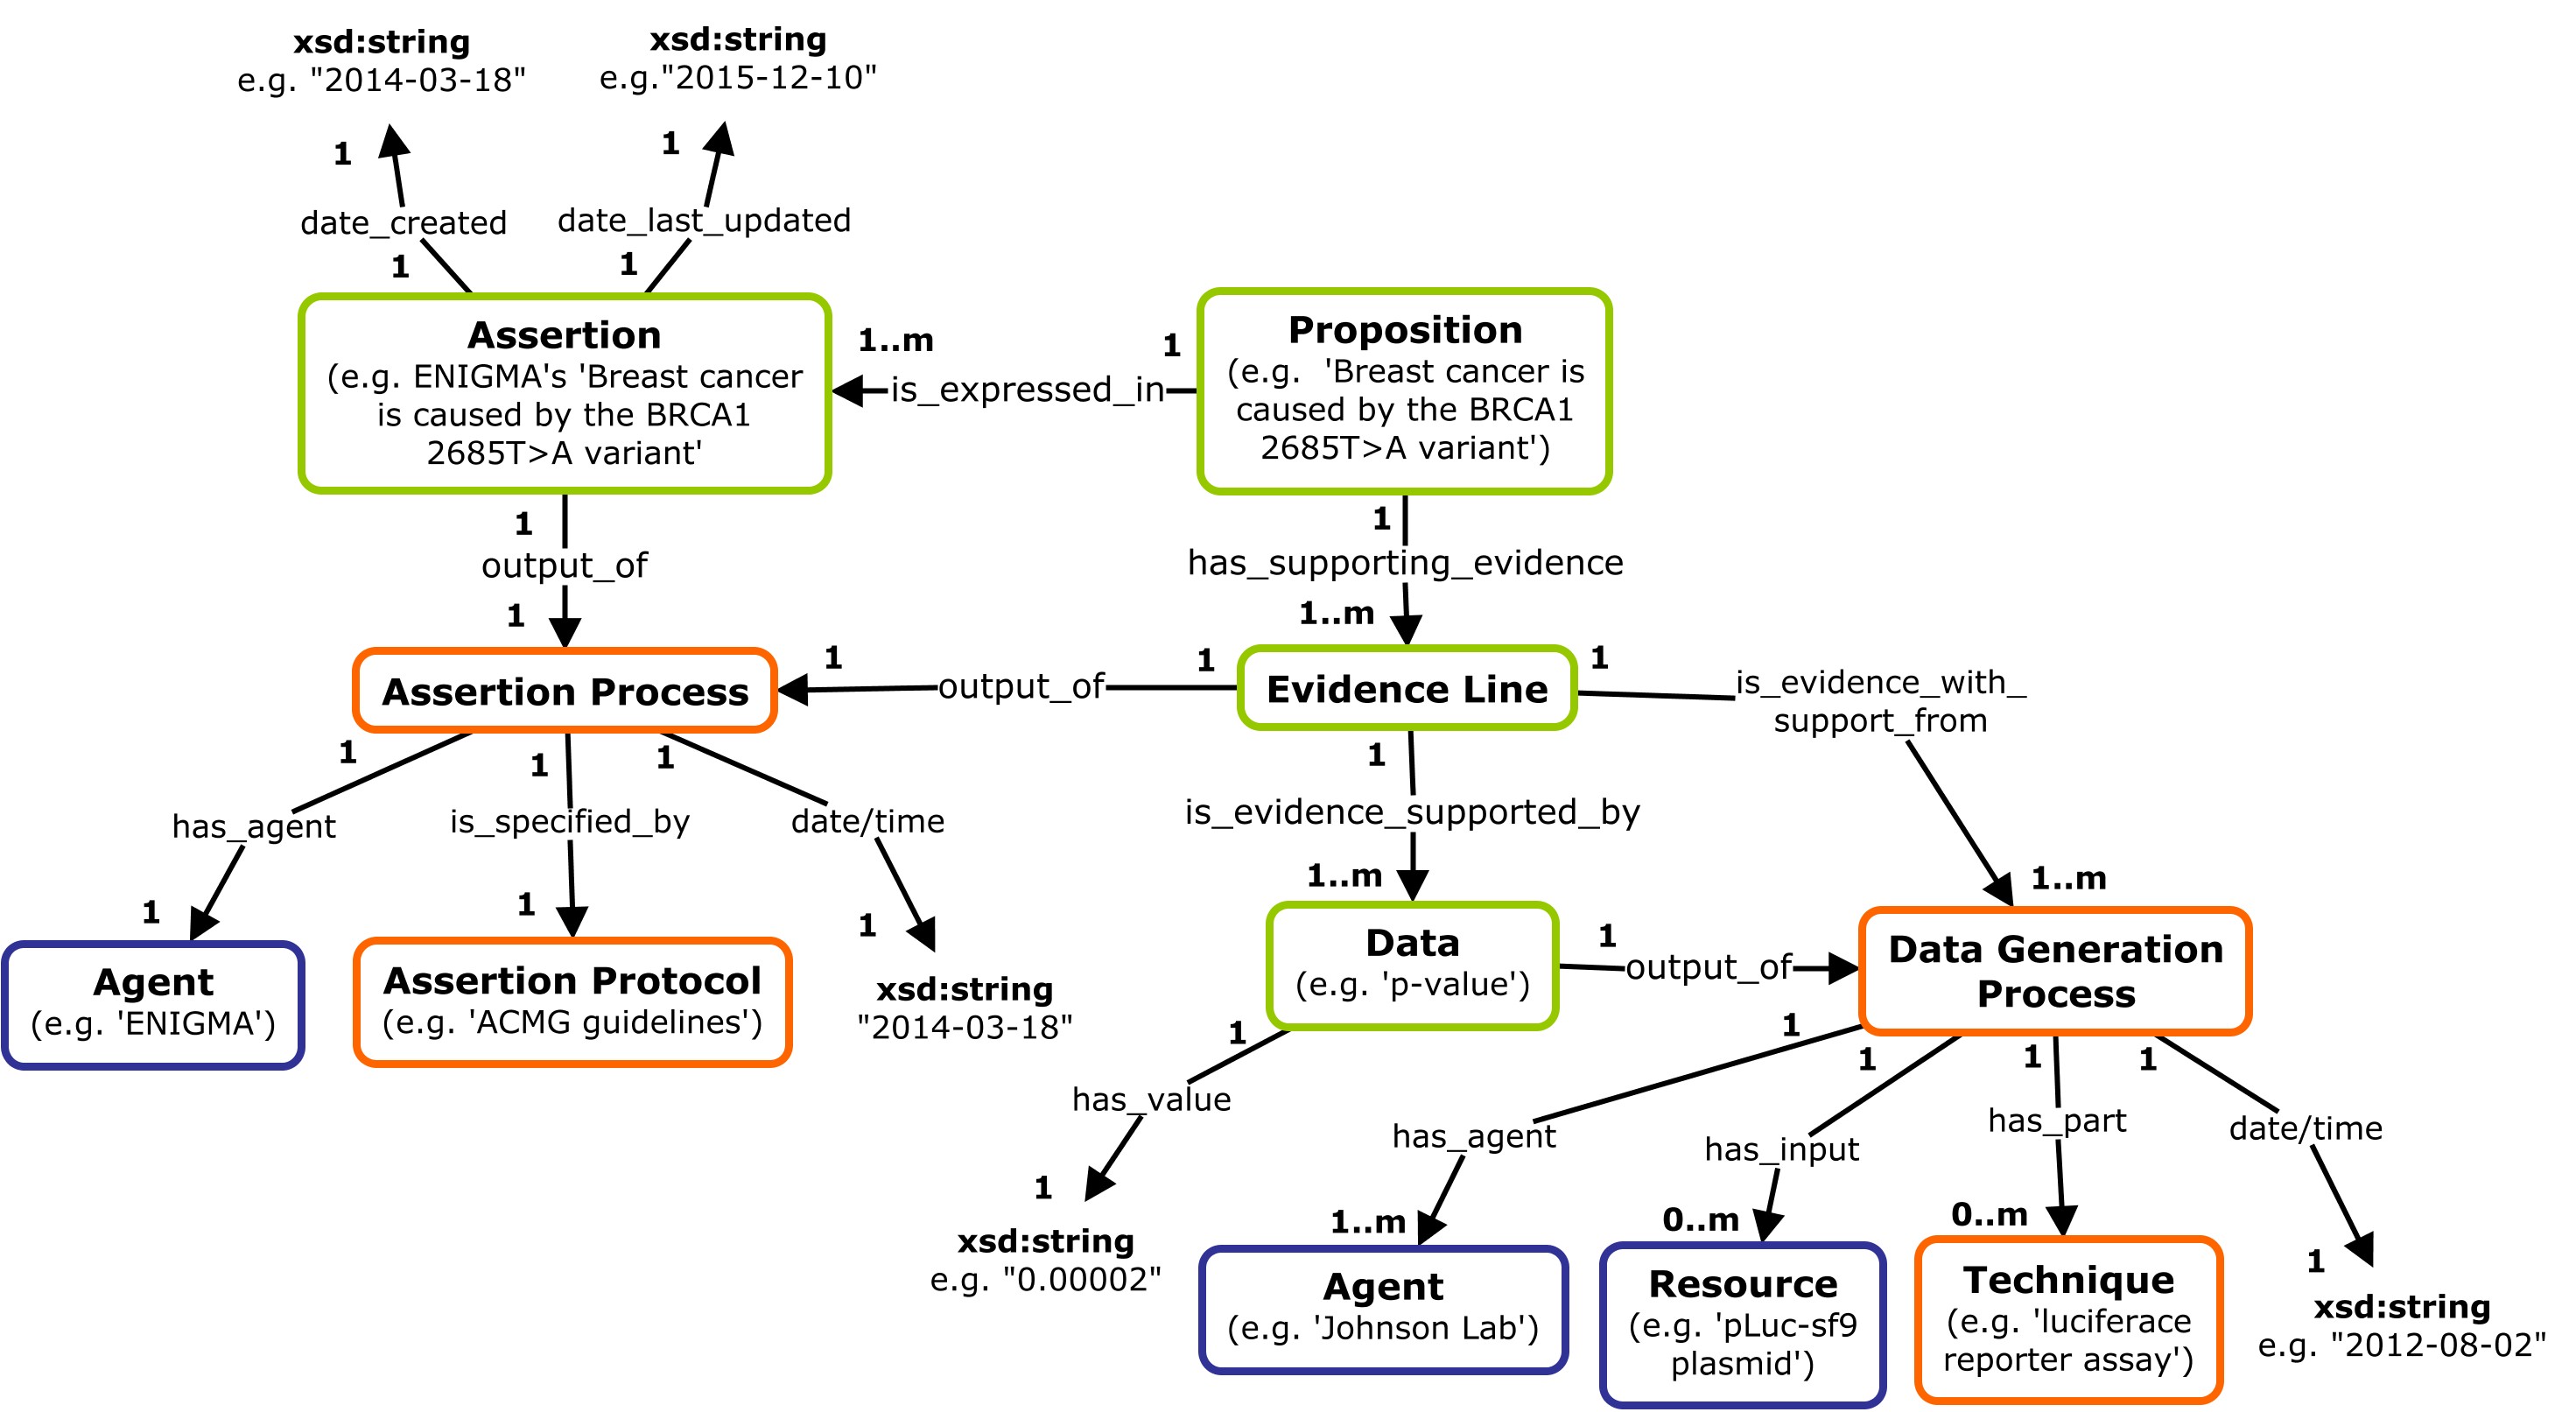 xsd:string
e.g. "2014-03-18"
xsd:string
e.g."2015-12-10"
1
1
date_created
date_last_updated
1
1
Assertion
(e.g. ENIGMA's 'Breast cancer
is caused by the BRCA1
2685T>A variant'
1..m
1
is_expressed_in
Proposition
(e.g.  'Breast cancer is
caused by the BRCA1
2685T>A variant')
1
output_of
1
1
has_supporting_evidence
1..m
Assertion Process
1
output_of
1
Evidence Line
1
is_evidence_with_
support_from
1..m
1
has_agent
1
1
is_specified_by
1
1
date/time
1
1
is_evidence_supported_by
1..m
Agent
(e.g. 'ENIGMA')
Assertion Protocol
(e.g. 'ACMG guidelines')
xsd:string
"2014-03-18"
Data
(e.g. 'p-value')
1
output_of
Data Generation
Process
1
has_value
1
xsd:string
e.g. "0.00002"
1
has_agent
1..m
1
has_input
0..m
1
has_part
0..m
1
date/time
1
Agent
(e.g. 'Johnson Lab')
Resource
(e.g. 'pLuc-sf9
plasmid')
Technique
(e.g. 'luciferace
reporter assay')
xsd:string
e.g. "2012-08-02"